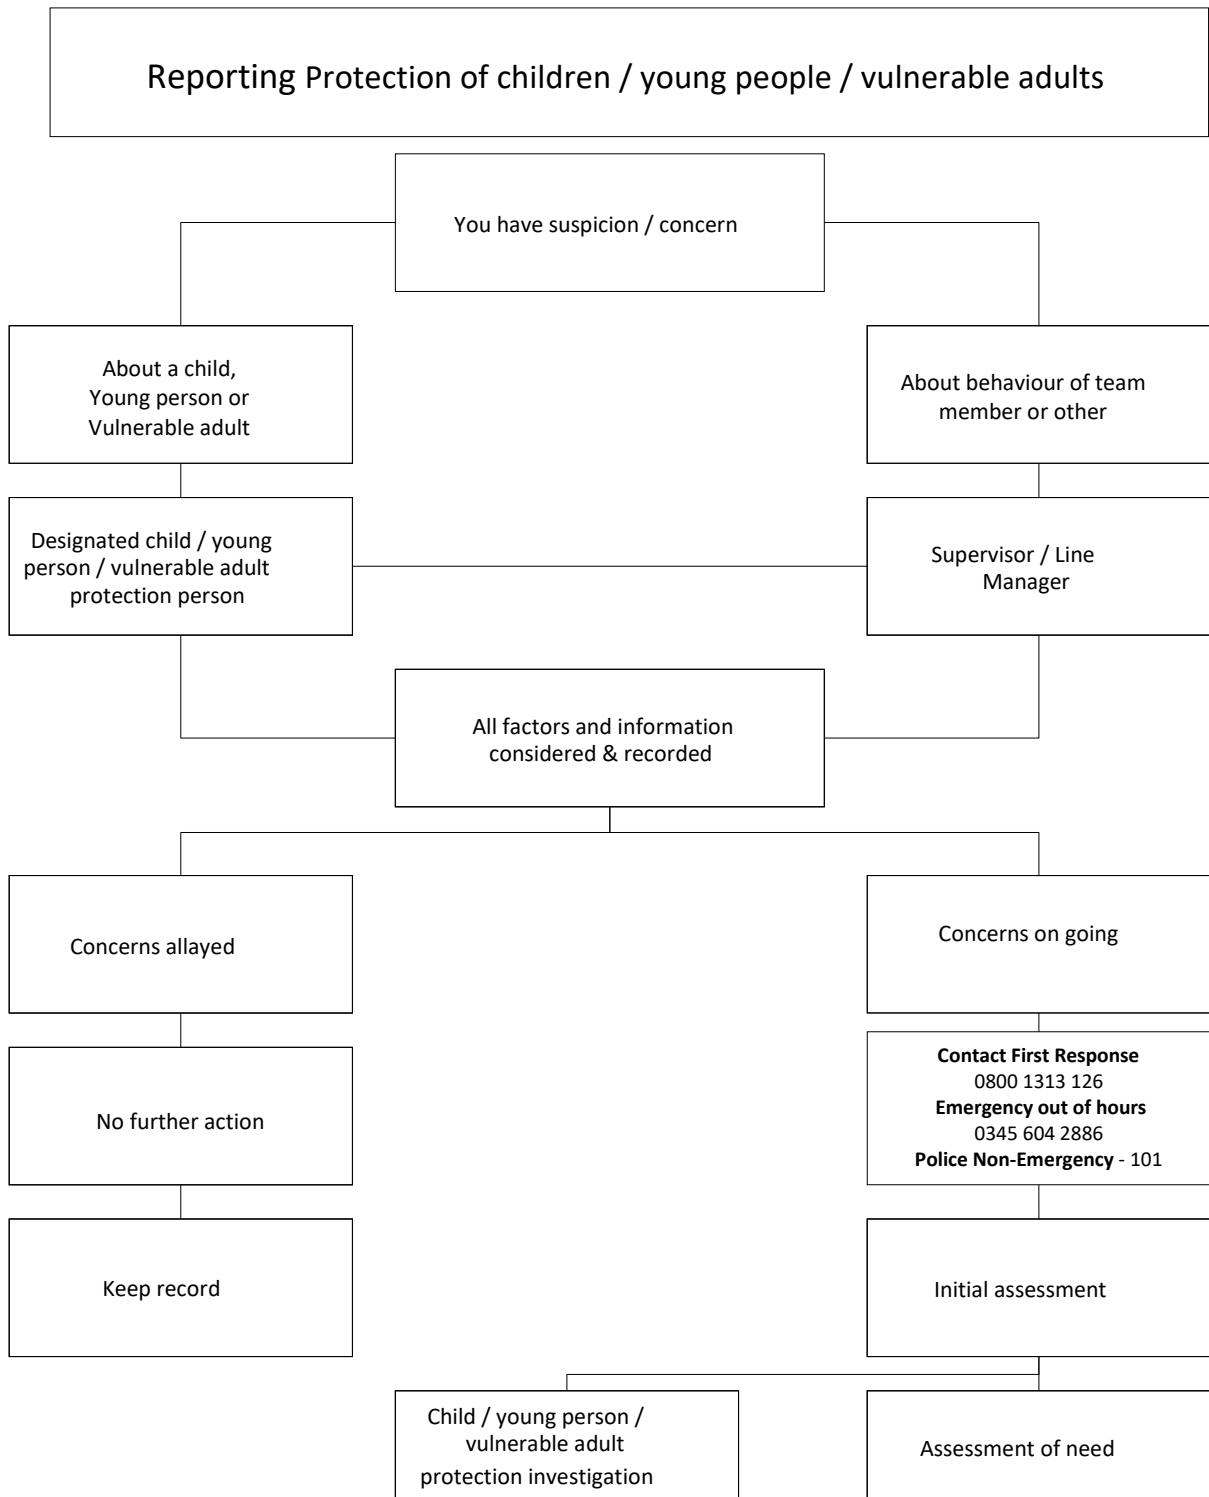 Reporting Protection of children / young people / vulnerable adults
You have suspicion / concern
About a child,
Young person or
Vulnerable adult
About behaviour of team
member or other
Designated child / young
person / vulnerable adult
protection person
Supervisor / Line
Manager
All factors and information
considered & recorded
Concerns allayed
Concerns on going
No further action
Contact First Response
0800 1313 126
Emergency out of hours
0345 604 2886
Police Non-Emergency - 101
Keep record
Initial assessment
Child / young person /
vulnerable adult
protection investigation
Assessment of need